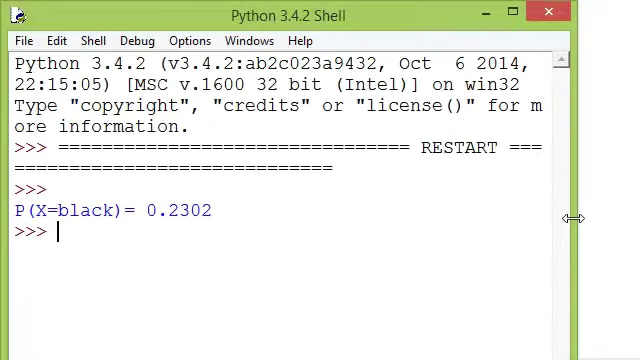 Python 3.4.2 Shell
File Edit Shell Debug Options Windows Help
Python 3.4.2 (v3.4.2:ab2c023a9432, Oct  6 2014,
22:15:05) [MSC v.1600 32 bit (Intel)] on win32
Type "copyright", "credits" or "license()" for m
ore information.
>>> ================================ RESTART ===
=============================
>>>
P(X=black)= 0.2302
>>>